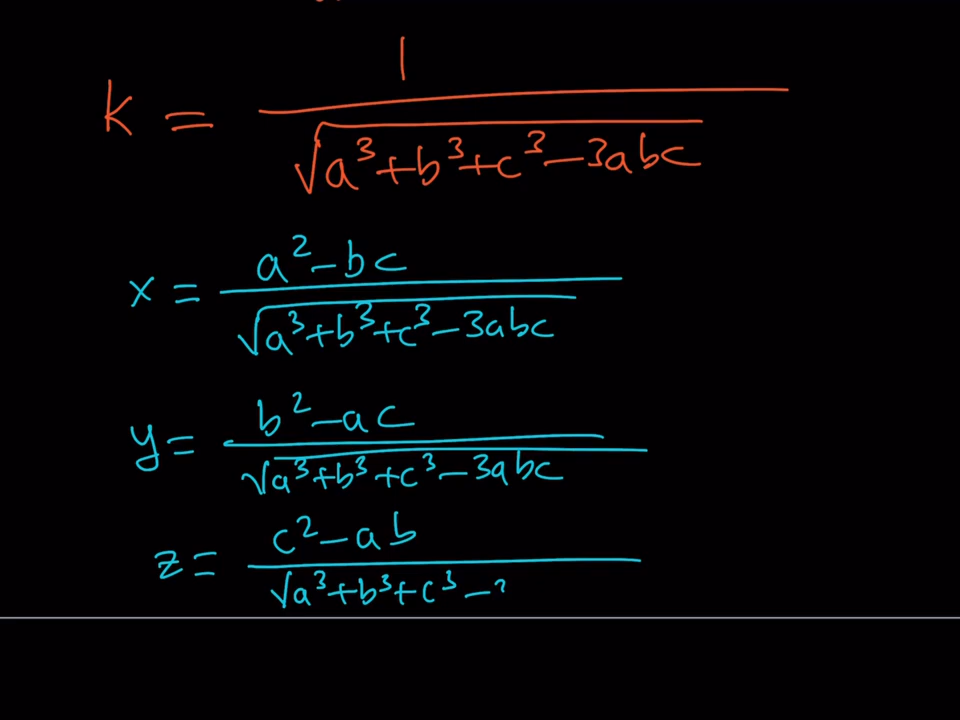 k = 1 / √(a³+b³+c³−3abc)
x = (a²−bc) / √(a³+b³+c³−3abc)
y = (b²−ac) / √(a³+b³+c³−3abc)
z = (c²−ab) / √(a³+b³+c³−